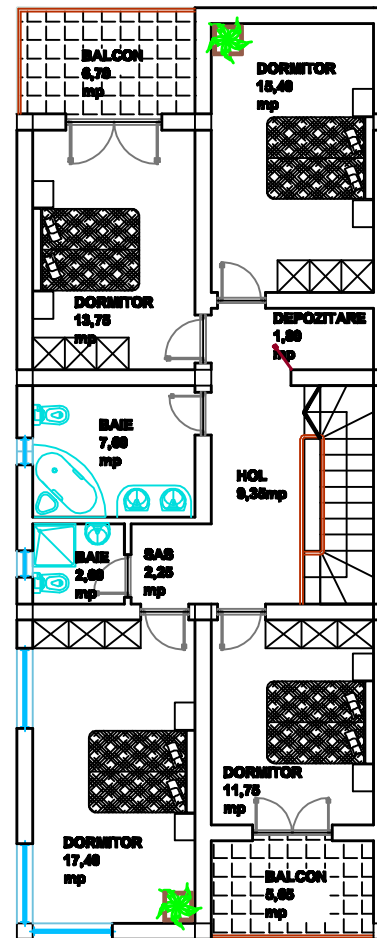 BALCON
6,70
mp
DORMITOR
15,40
mp
DORMITOR
13,75
mp
DEPOZITARE
1,80
mp
BAIE
7,60
mp
HOL
9,35mp
BAIE
2,60
mp
SAS
2,25
mp
DORMITOR
11,75
mp
DORMITOR
17,40
mp
BALCON
5,65
mp